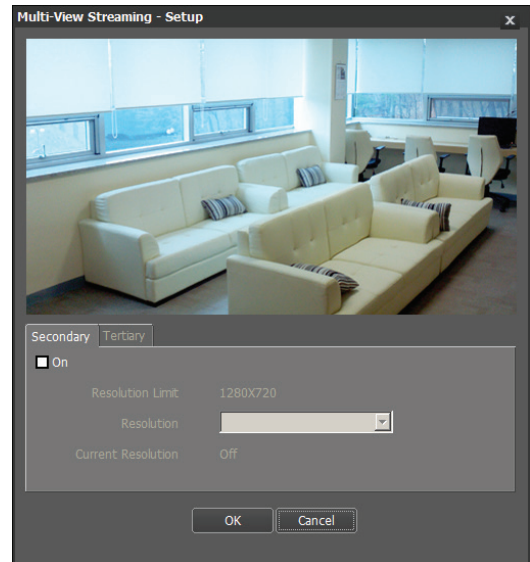 Multi-View Streaming - Setup
x
Secondary Tertiary
On
Resolution Limit 1280X720
Resolution
Current Resolution Off
OK Cancel